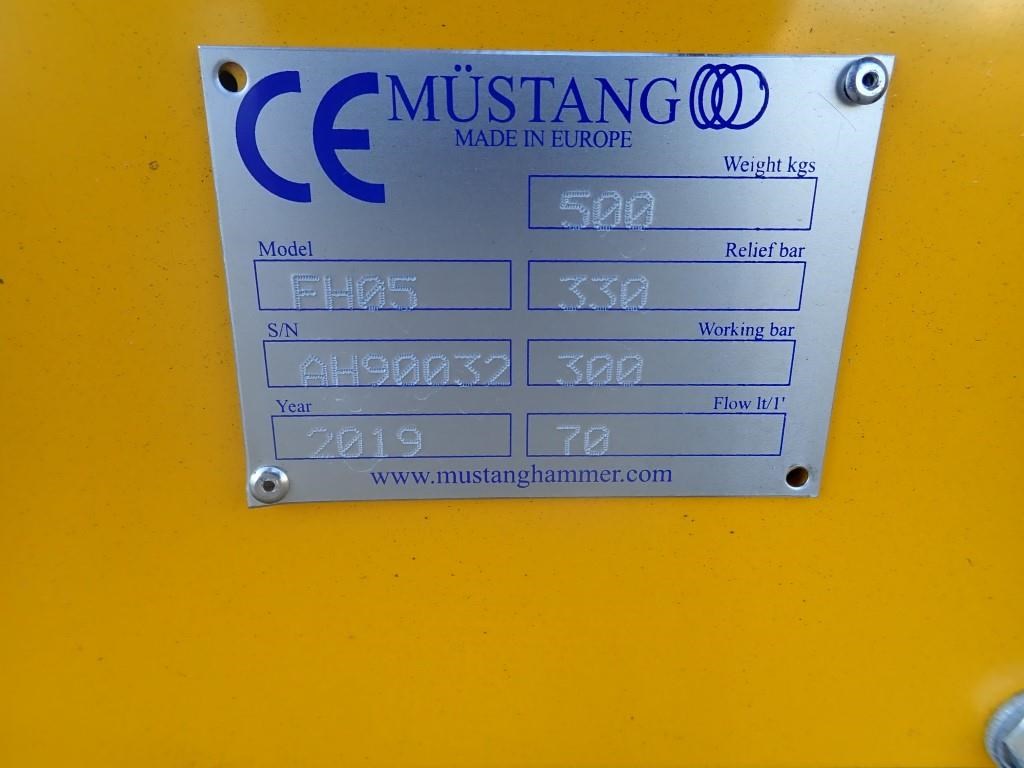 CE MÜSTANG
MADE IN EUROPE
Weight kgs
500
Model
Relief bar
FH05
330
S/N
Working bar
AH90032
300
Year
Flow lt/1'
2019
70
www.mustanghammer.com